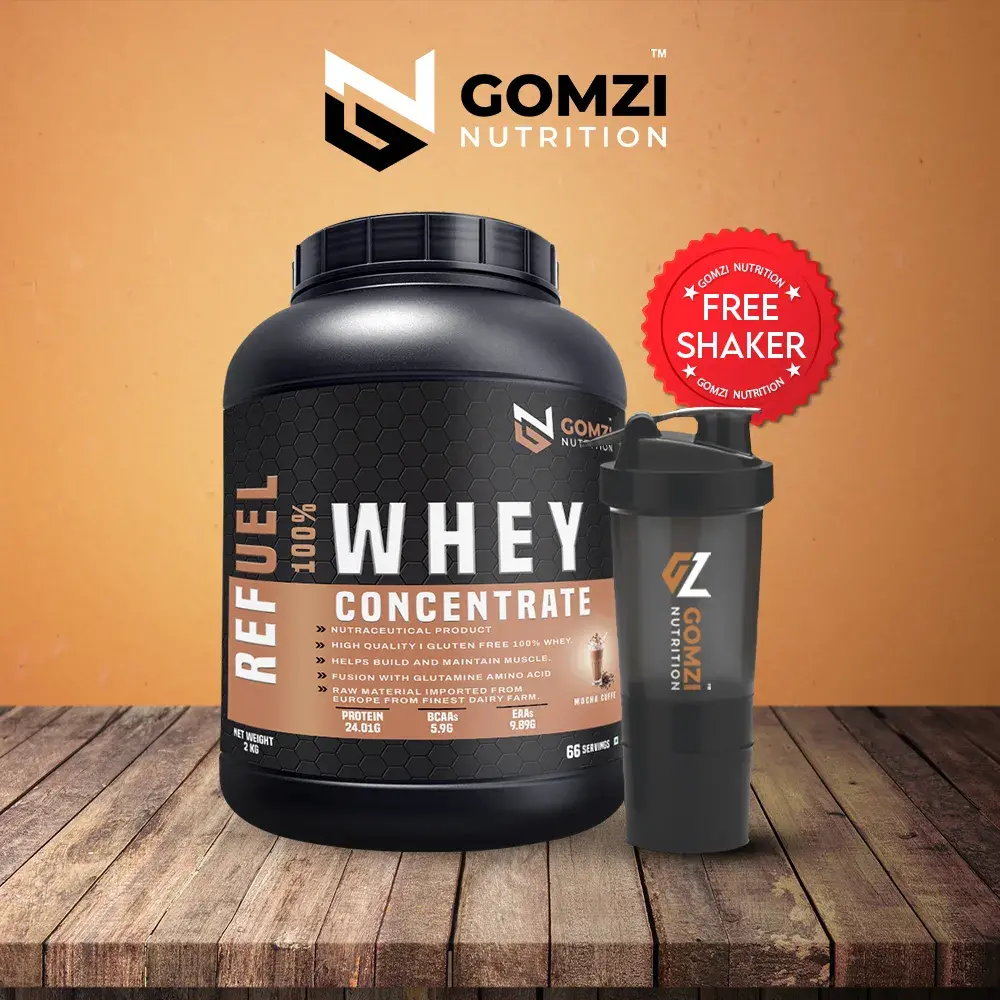 GOMZI
NUTRITION
™
GOMZI NUTRITION
FREE
SHAKER
GOMZI NUTRITION
GOMZI
NUTRITION
REFUEL
100%
WHEY
CONCENTRATE
» NUTRACEUTICAL PRODUCT
» HIGH QUALITY I GLUTEN FREE 100% WHEY.
» HELPS BUILD AND MAINTAIN MUSCLE.
» FUSION WITH GLUTAMINE AMINO ACID
» RAW MATERIAL IMPORTED FROM
EUROPE FROM FINEST DAIRY FARM.
MOCHA
PROTEIN BCAAs EAAs
24.01G 5.9G 9.89G
NET WEIGHT
2 KG
66 SERVINGS
GOMZI
NUTRITION
™